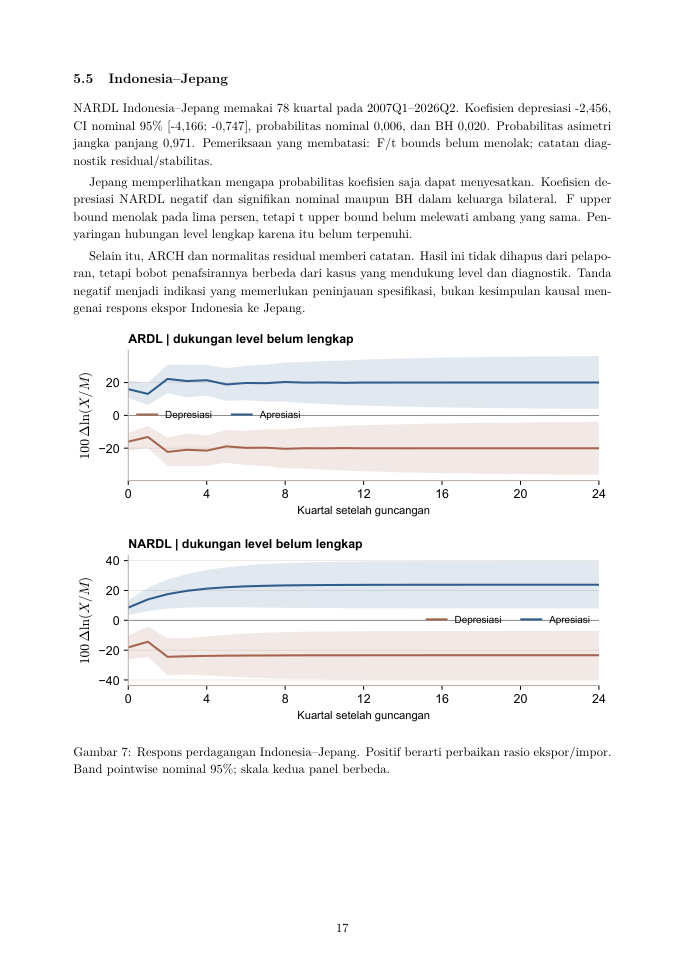 5.5 Indonesia–Jepang
NARDL Indonesia–Jepang memakai 78 kuartal pada 2007Q1–2026Q2. Koefisien depresiasi -2,456,
CI nominal 95% [-4,166; -0,747], probabilitas nominal 0,006, dan BH 0,020. Probabilitas asimetri
jangka panjang 0,971. Pemeriksaan yang membatasi: F/t bounds belum menolak; catatan diag-
nostik residual/stabilitas.
Jepang memperlihatkan mengapa probabilitas koefisien saja dapat menyesatkan. Koefisien de-
presiasi NARDL negatif dan signifikan nominal maupun BH dalam keluarga bilateral. F upper
bound menolak pada lima persen, tetapi t upper bound belum melewati ambang yang sama. Pen-
yaringan hubungan level lengkap karena itu belum terpenuhi.
Selain itu, ARCH dan normalitas residual memberi catatan. Hasil ini tidak dihapus dari pelapo-
ran, tetapi bobot penafsirannya berbeda dari kasus yang mendukung level dan diagnostik. Tanda
negatif menjadi indikasi yang memerlukan peninjauan spesifikasi, bukan kesimpulan kausal men-
genai respons ekspor Indonesia ke Jepang.
ARDL | dukungan level belum lengkap
100 Δln(X/M)
20
0
−20
Depresiasi Apresiasi
0 4 8 12 16 20 24
Kuartal setelah guncangan
NARDL | dukungan level belum lengkap
100 Δln(X/M)
40
20
0
−20
−40
Depresiasi Apresiasi
0 4 8 12 16 20 24
Kuartal setelah guncangan
Gambar 7: Respons perdagangan Indonesia–Jepang. Positif berarti perbaikan rasio ekspor/impor.
Band pointwise nominal 95%; skala kedua panel berbeda.
17